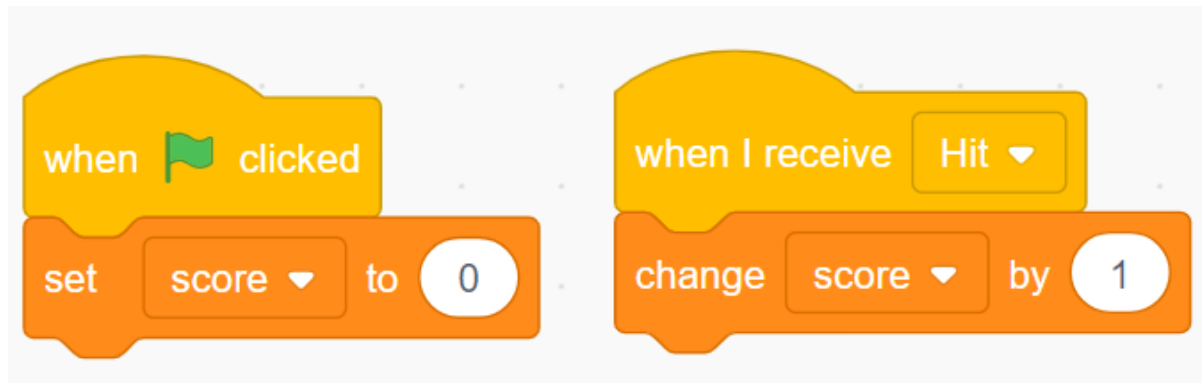 when clicked
set score to 0
when I receive Hit
change score by 1